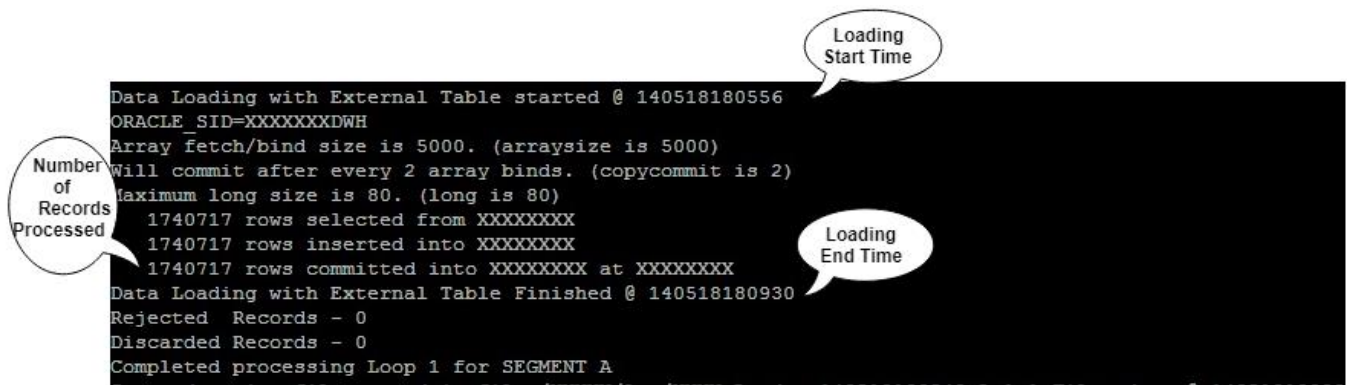 Loading
Start Time
Data Loading with External Table started @ 140518180556
ORACLE_SID=XXXXXXXDWH
Array fetch/bind size is 5000. (arraysize is 5000)
Number
of
Records
Processed
Will commit after every 2 array binds. (copycommit is 2)
Maximum long size is 80. (long is 80)
1740717 rows selected from XXXXXXXX
1740717 rows inserted into XXXXXXXX
1740717 rows committed into XXXXXXXX at XXXXXXXX
Loading
End Time
Data Loading with External Table Finished @ 140518180930
Rejected  Records - 0
Discarded Records - 0
Completed processing Loop 1 for SEGMENT A